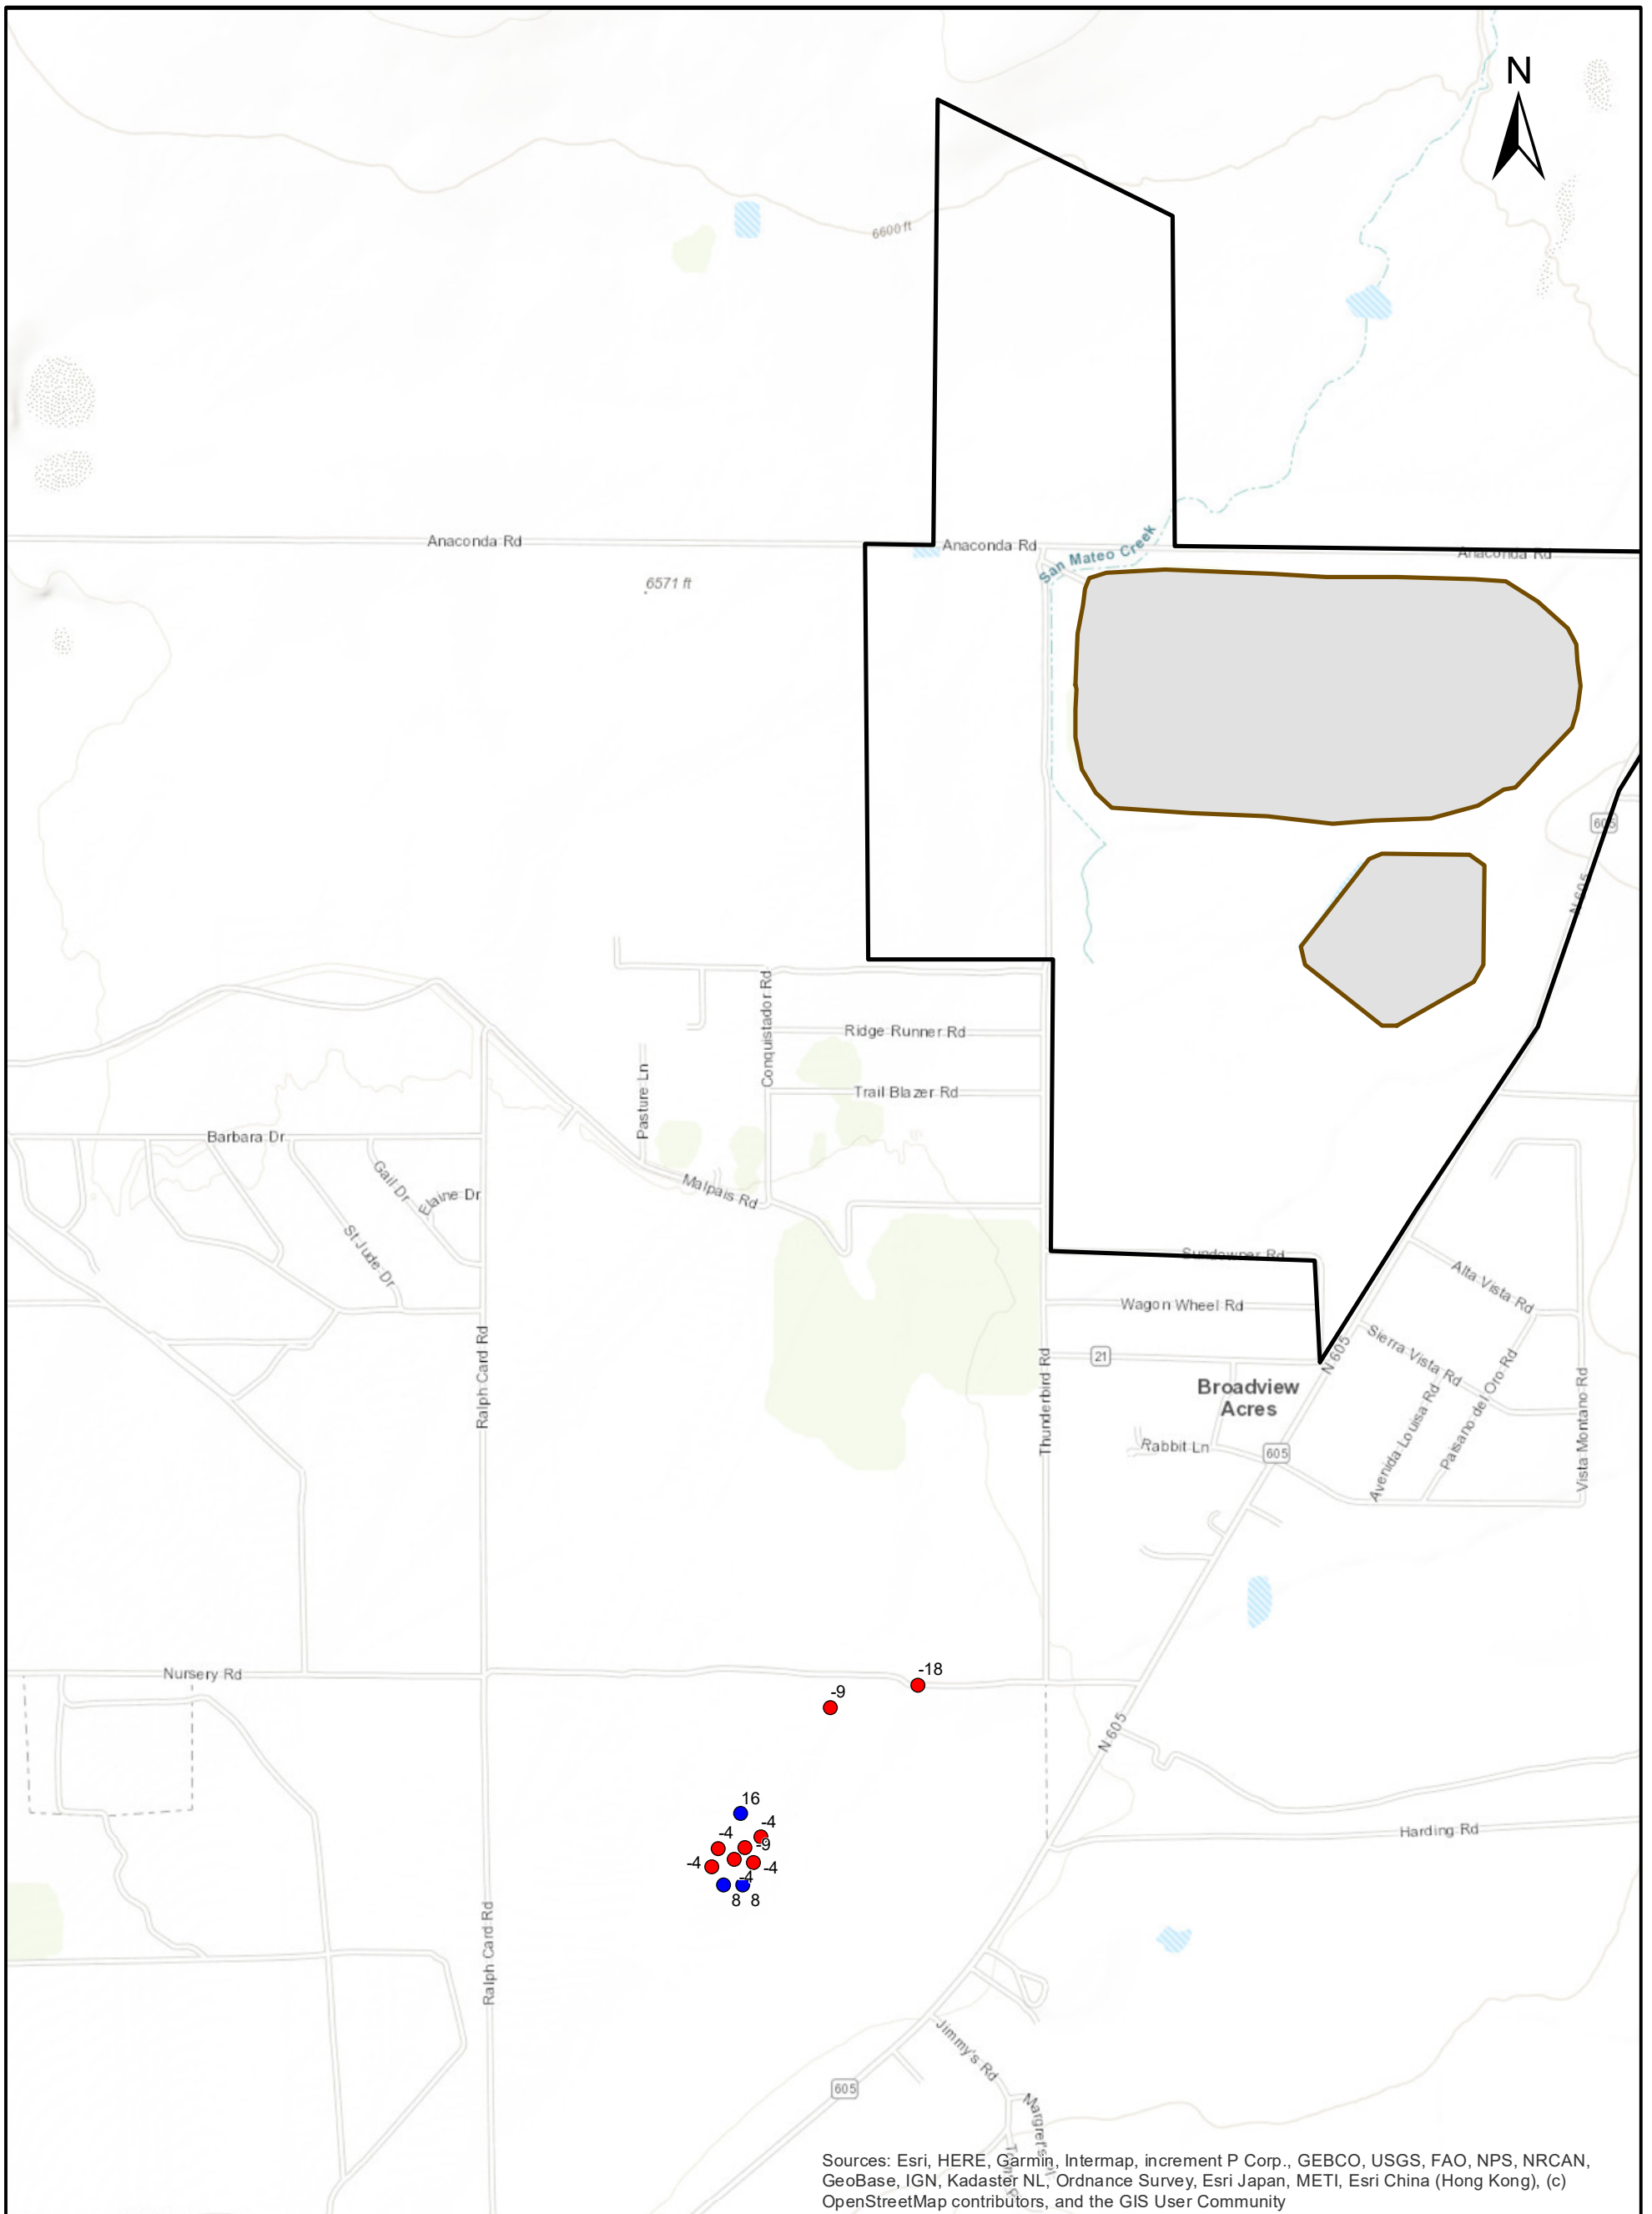 N
6600 ft
Anaconda Rd
Anaconda Rd
San Mateo Creek
Anaconda Rd
6571 ft
605
N 605
Conquistador Rd
Ridge Runner Rd
Pasture Ln
Trail Blazer Rd
Barbara Dr
Gail Dr
Elaine Dr
Malpais Rd
St Jude Dr
Sundowner Rd
Alta Vista Rd
Wagon Wheel Rd
Sierra Vista Rd
N 605
21
Ralph Card Rd
Thunderbird Rd
Broadview
Acres
Avenida Louisa Rd
Paisano del Oro Rd
Vista Montano Rd
Rabbit Ln
605
Nursery Rd
-18
-9
N 605
16
-4
-4
-9
-4
-4
-4
8
8
Harding Rd
Ralph Card Rd
Jimmy's Rd
605
Margret's
Sources: Esri, HERE, Garmin, Intermap, increment P Corp., GEBCO, USGS, FAO, NPS, NRCAN,
GeoBase, IGN, Kadaster NL, Ordnance Survey, Esri Japan, METI, Esri China (Hong Kong), (c)
OpenStreetMap contributors, and the GIS User Community